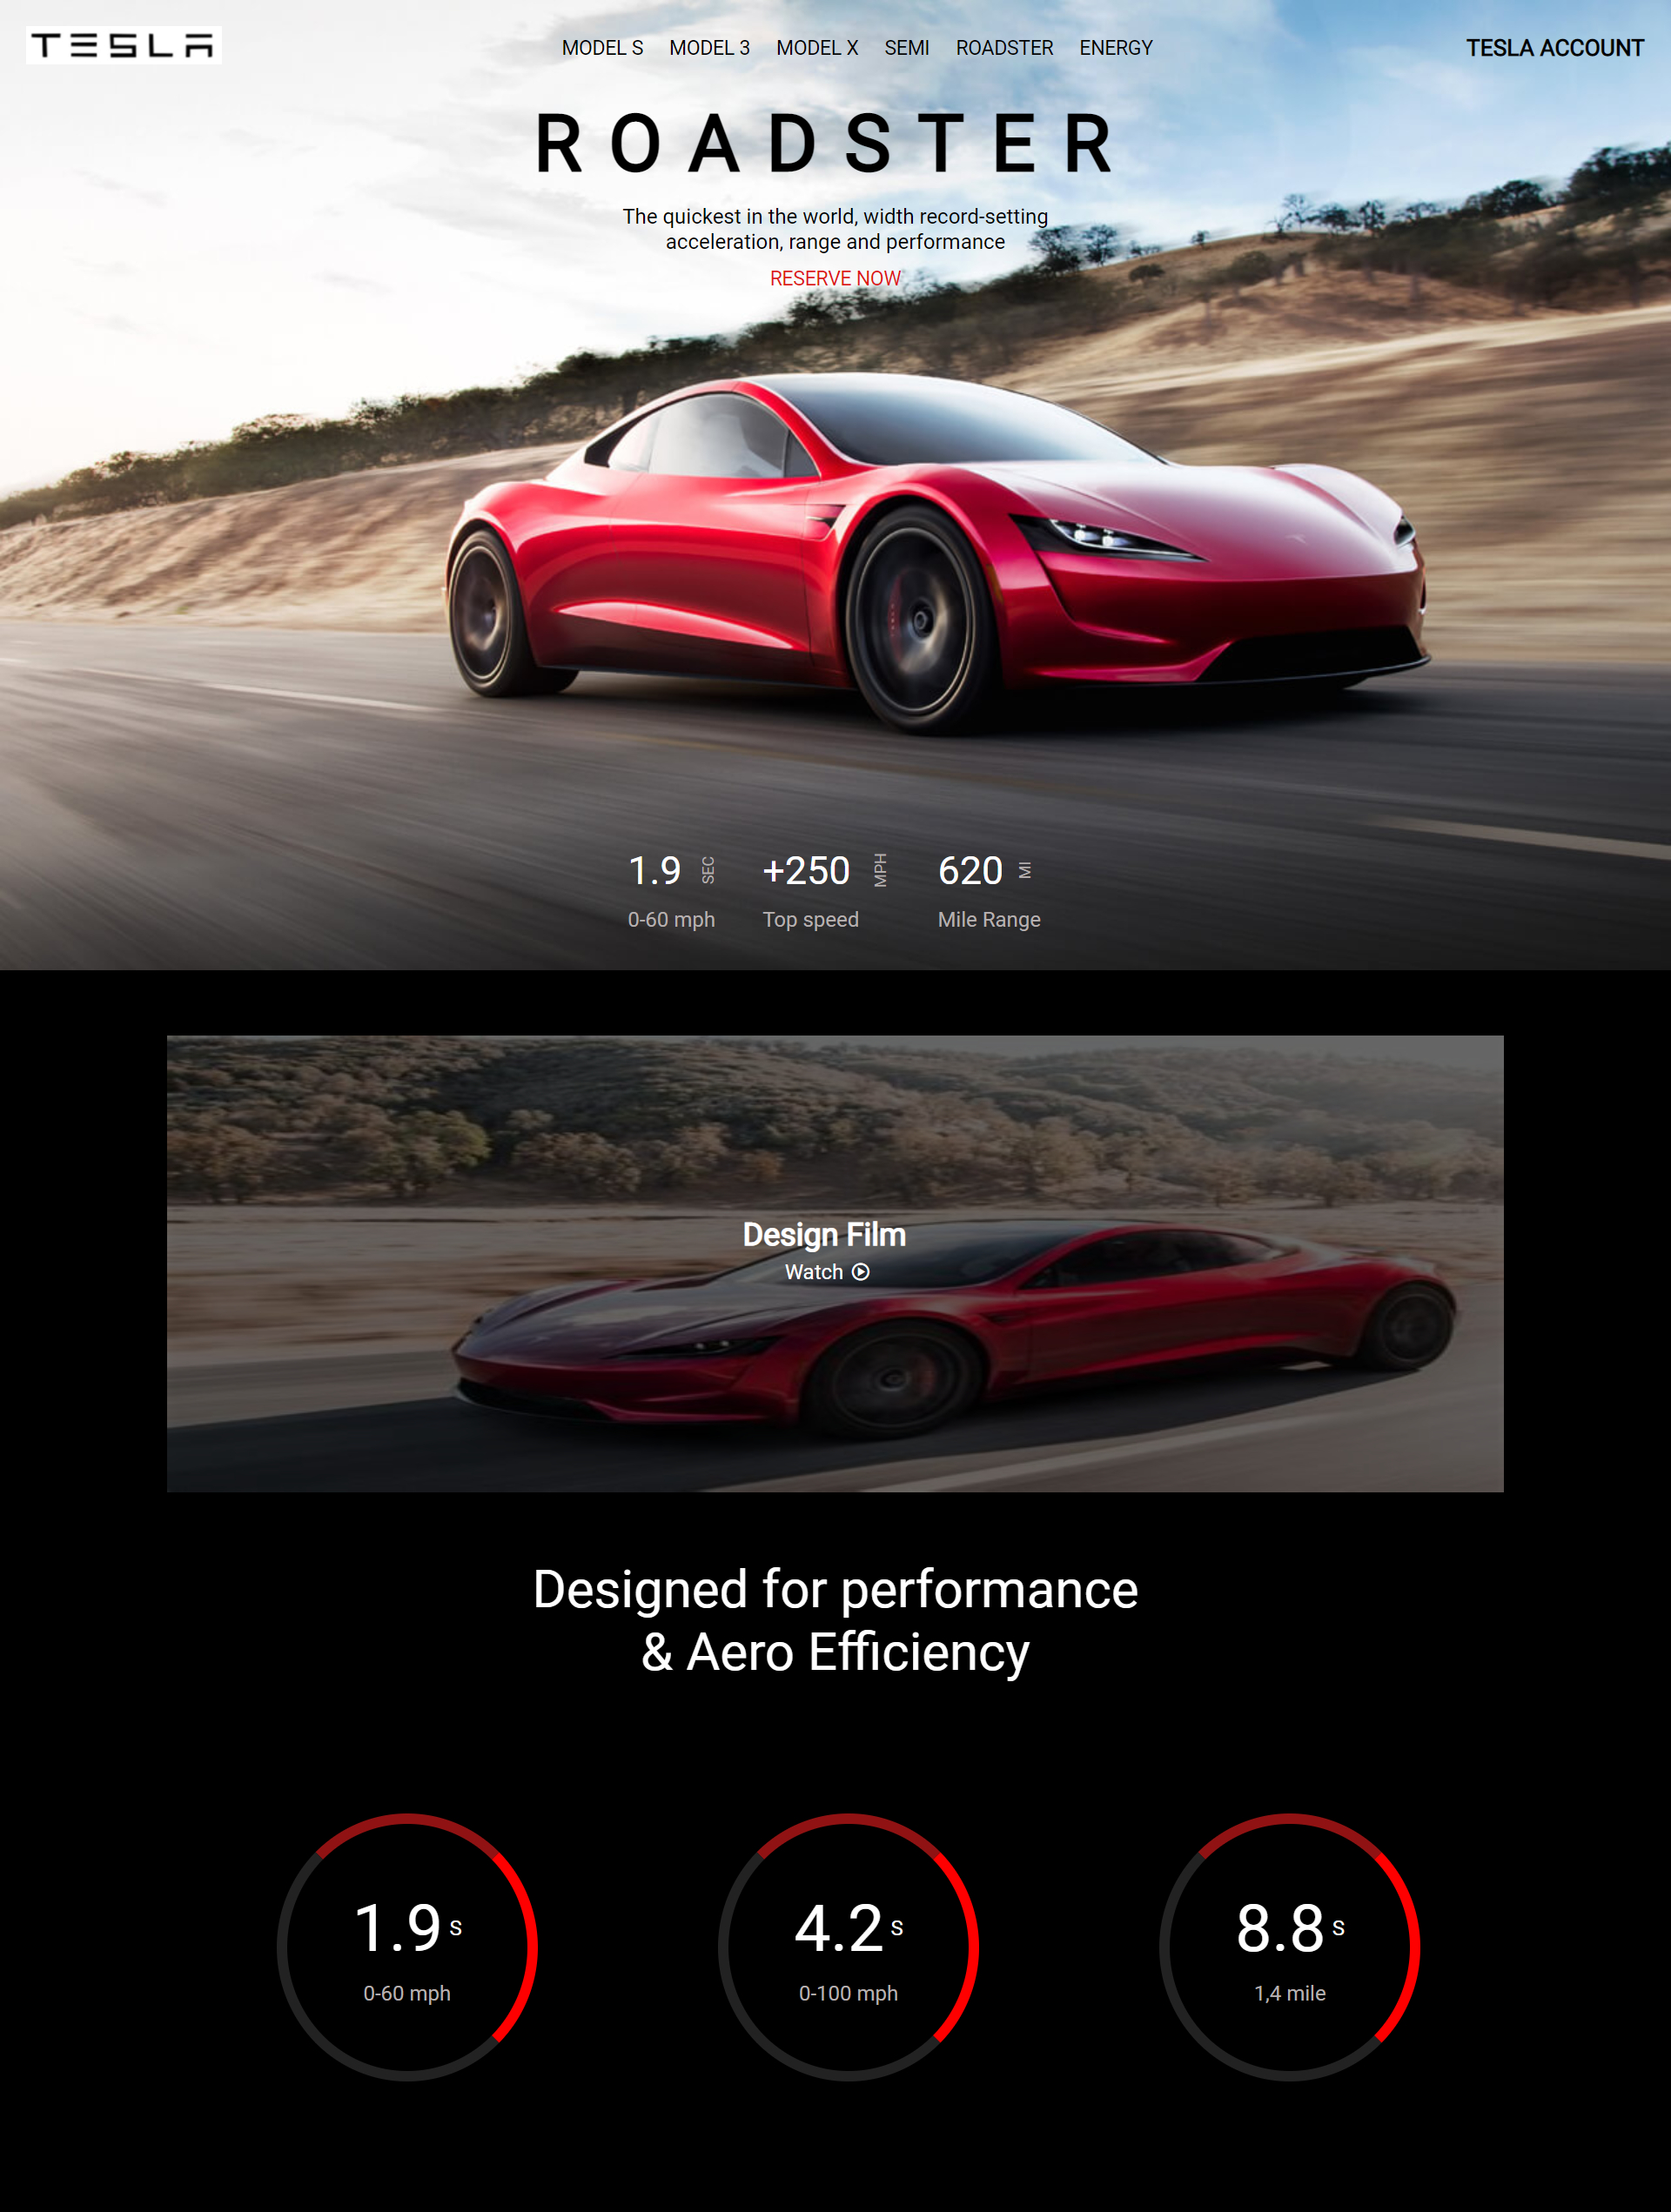 TESLA
MODEL S MODEL 3 MODEL X SEMI ROADSTER ENERGY
TESLA ACCOUNT
ROADSTER
The quickest in the world, width record-setting
acceleration, range and performance
RESERVE NOW
1.9 SEC
0-60 mph
+250 MPH
Top speed
620 MI
Mile Range
Design Film
Watch
Designed for performance
& Aero Efficiency
1.9 s
0-60 mph
4.2 s
0-100 mph
8.8 s
1,4 mile